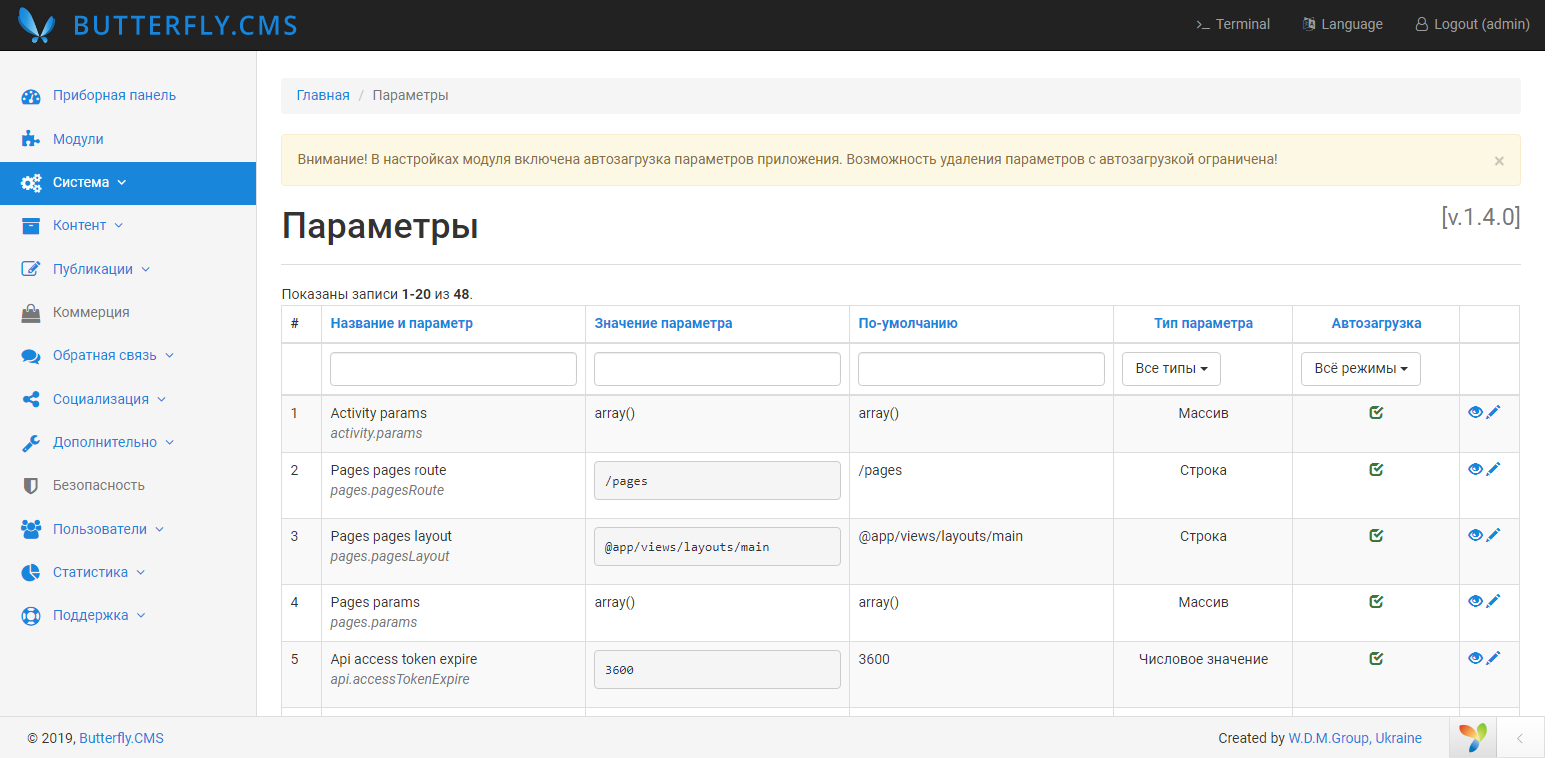 BUTTERFLY.CMS
>_ Terminal Language Logout (admin)
Приборная панель
Модули
Система
Контент
Публикации
Коммерция
Обратная связь
Социализация
Дополнительно
Безопасность
Пользователи
Статистика
Поддержка
Главная / Параметры
Внимание! В настройках модуля включена автозагрузка параметров приложения. Возможность удаления параметров с автозагрузкой ограничена! ×
Параметры [v.1.4.0]
Показаны записи 1-20 из 48.
# Название и параметр Значение параметра По-умолчанию Тип параметра Автозагрузка
Все типы Всё режимы
1 Activity params array() array() Массив
activity.params
2 Pages pages route /pages /pages Строка
pages.pagesRoute
3 Pages pages layout @app/views/layouts/main @app/views/layouts/main Строка
pages.pagesLayout
4 Pages params array() array() Массив
pages.params
5 Api access token expire 3600 3600 Числовое значение
api.accessTokenExpire
© 2019, Butterfly.CMS Created by W.D.M.Group, Ukraine